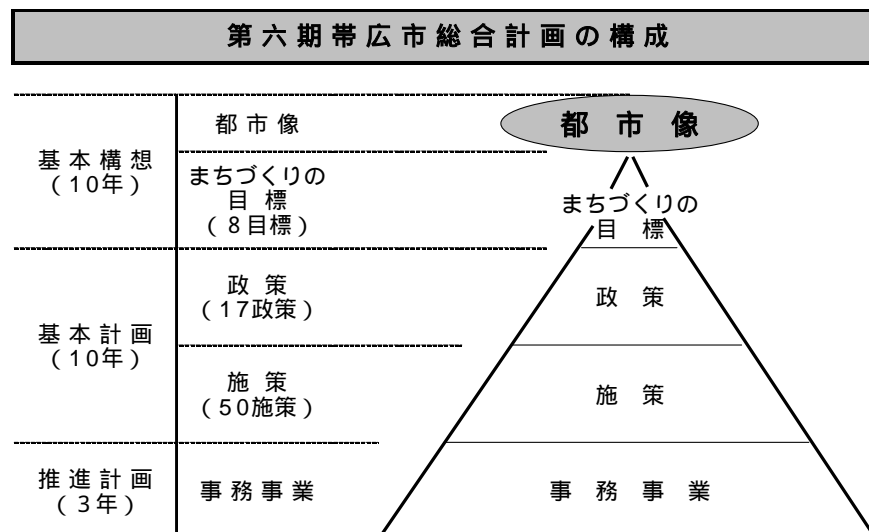 第六期帯広市総合計画の構成
都市像
都市像
基本構想
(10年)
まちづくりの
目標
(8目標)
まちづくりの
目標
政策
(17政策)
政策
基本計画
(10年)
施策
(50施策)
施策
推進計画
(3年)
事務事業
事務事業